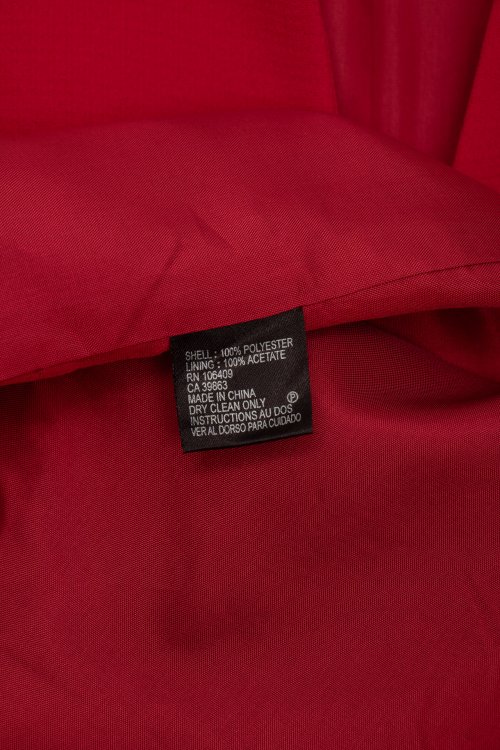 SHELL : 100% POLYESTER
LINING : 100% ACETATE
RN 106409
CA 39863
MADE IN CHINA
DRY CLEAN ONLY P
INSTRUCTIONS AU DOS
VER AL DORSO PARA CUIDADO